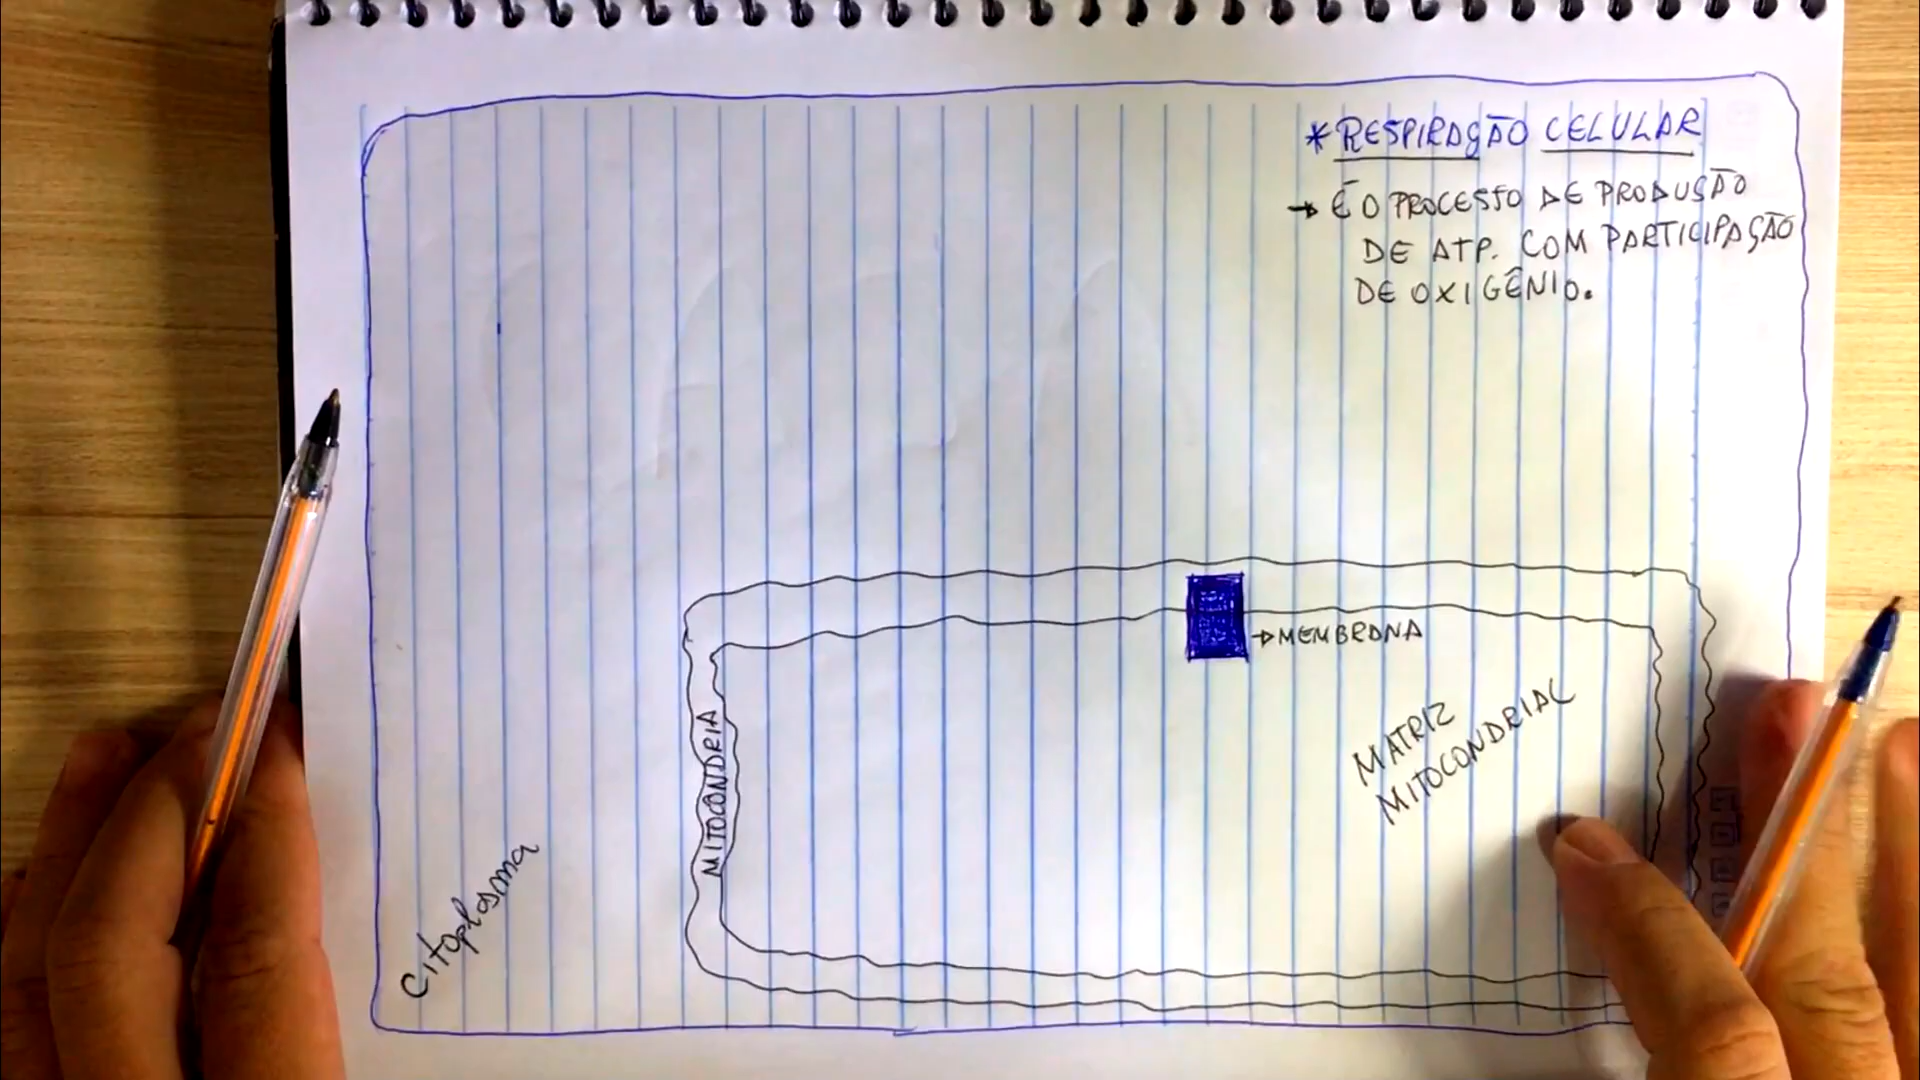 * RESPIRAÇÃO CELULAR
→ É O PROCESSO DE PRODUÇÃO
DE ATP. COM PARTICIPAÇÃO
DE OXIGÊNIO.
→ MEMBRANA
MATRIZ
MITOCONDRIAL
MITOCONDRIA
Citoplasma